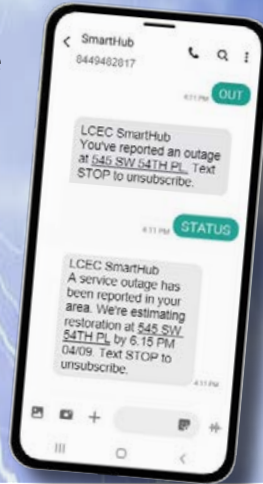 SmartHub
8449482817
4:11 PM OUT
LCEC SmartHub
You've reported an outage
at 545 SW 54TH PL. Text
STOP to unsubscribe.
4:11 PM STATUS
LCEC SmartHub
A service outage has
been reported in your
area. We're estimating
restoration at 545 SW
54TH PL by 6:15 PM
04/09. Text STOP to
unsubscribe.
4:11 PM